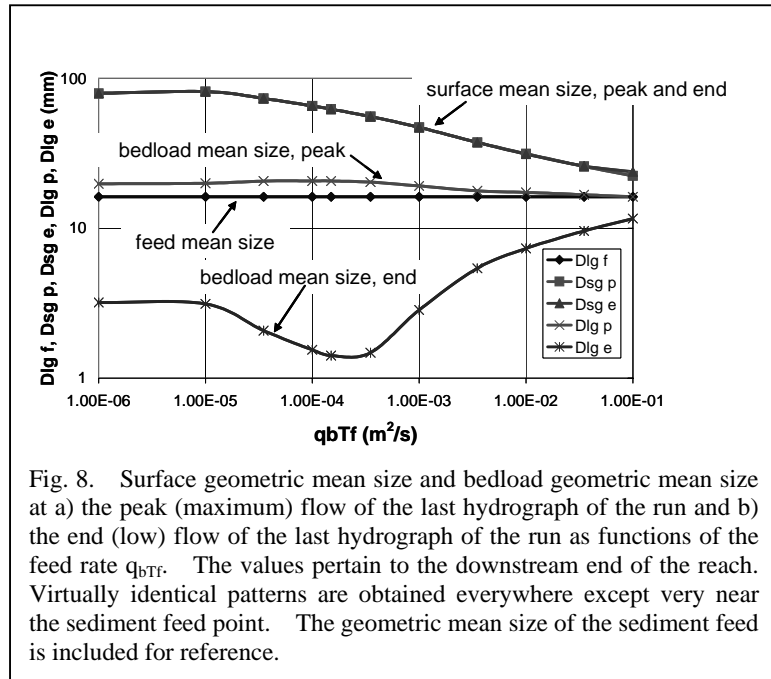 100
10
1
Dlg f, Dsg p, Dsg e, Dlg p, Dlg e (mm)
surface mean size, peak and end
bedload mean size, peak
feed mean size
bedload mean size, end
Dlg f
Dsg p
Dsg e
Dlg p
Dlg e
1.00E-06 1.00E-05 1.00E-04 1.00E-03 1.00E-02 1.00E-01
qbTf (m²/s)
Fig. 8. Surface geometric mean size and bedload geometric mean size
at a) the peak (maximum) flow of the last hydrograph of the run and b)
the end (low) flow of the last hydrograph of the run as functions of the
feed rate qbTf. The values pertain to the downstream end of the reach.
Virtually identical patterns are obtained everywhere except very near
the sediment feed point. The geometric mean size of the sediment feed
is included for reference.